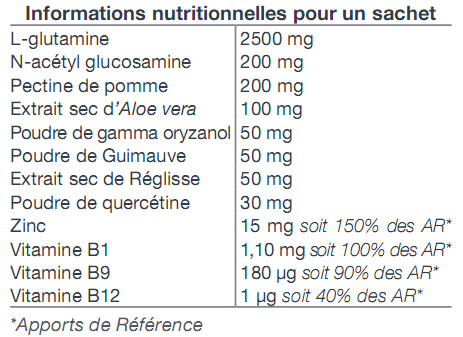 Informations nutritionnelles pour un sachet
L-glutamine 2500 mg
N-acétyl glucosamine 200 mg
Pectine de pomme 200 mg
Extrait sec d’Aloe vera 100 mg
Poudre de gamma oryzanol 50 mg
Poudre de Guimauve 50 mg
Extrait sec de Réglisse 50 mg
Poudre de quercétine 30 mg
Zinc 15 mg soit 150% des AR*
Vitamine B1 1,10 mg soit 100% des AR*
Vitamine B9 180 µg soit 90% des AR*
Vitamine B12 1 µg soit 40% des AR*
*Apports de Référence